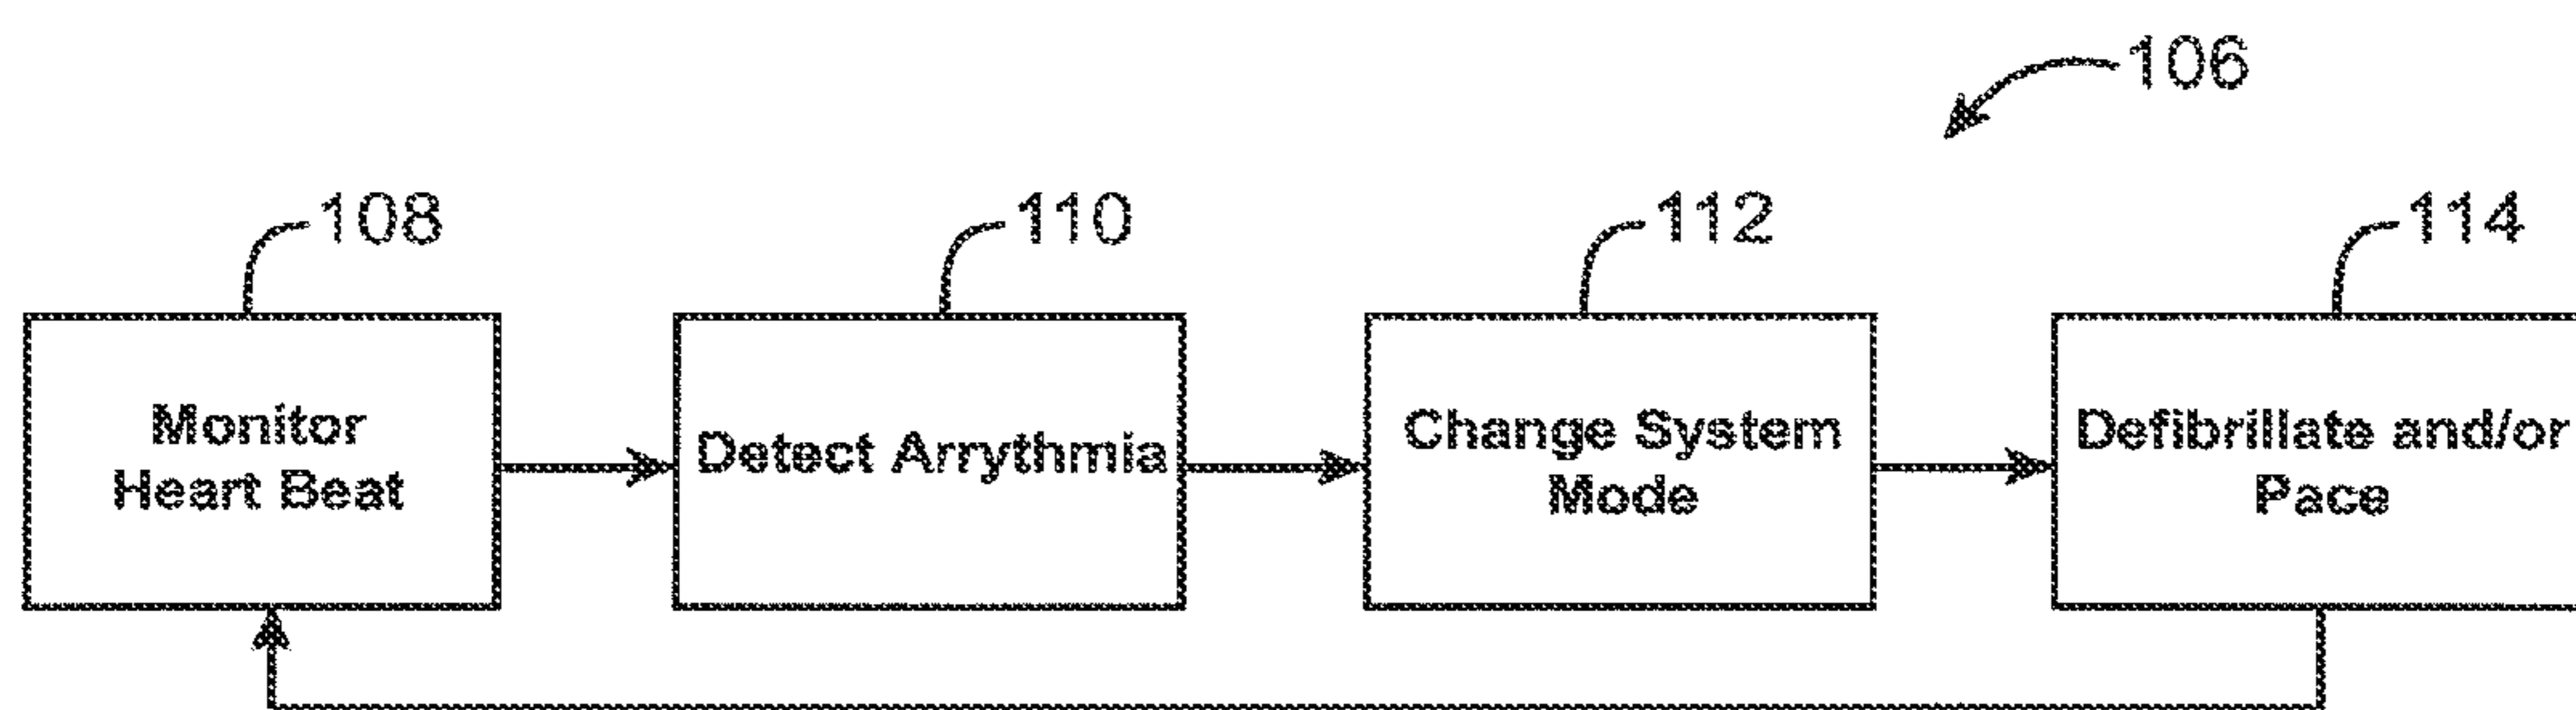 106
108
110
112
114
Monitor
Heart Beat
Detect Arrythmia
Change System
Mode
Defibrillate and/or
Pace